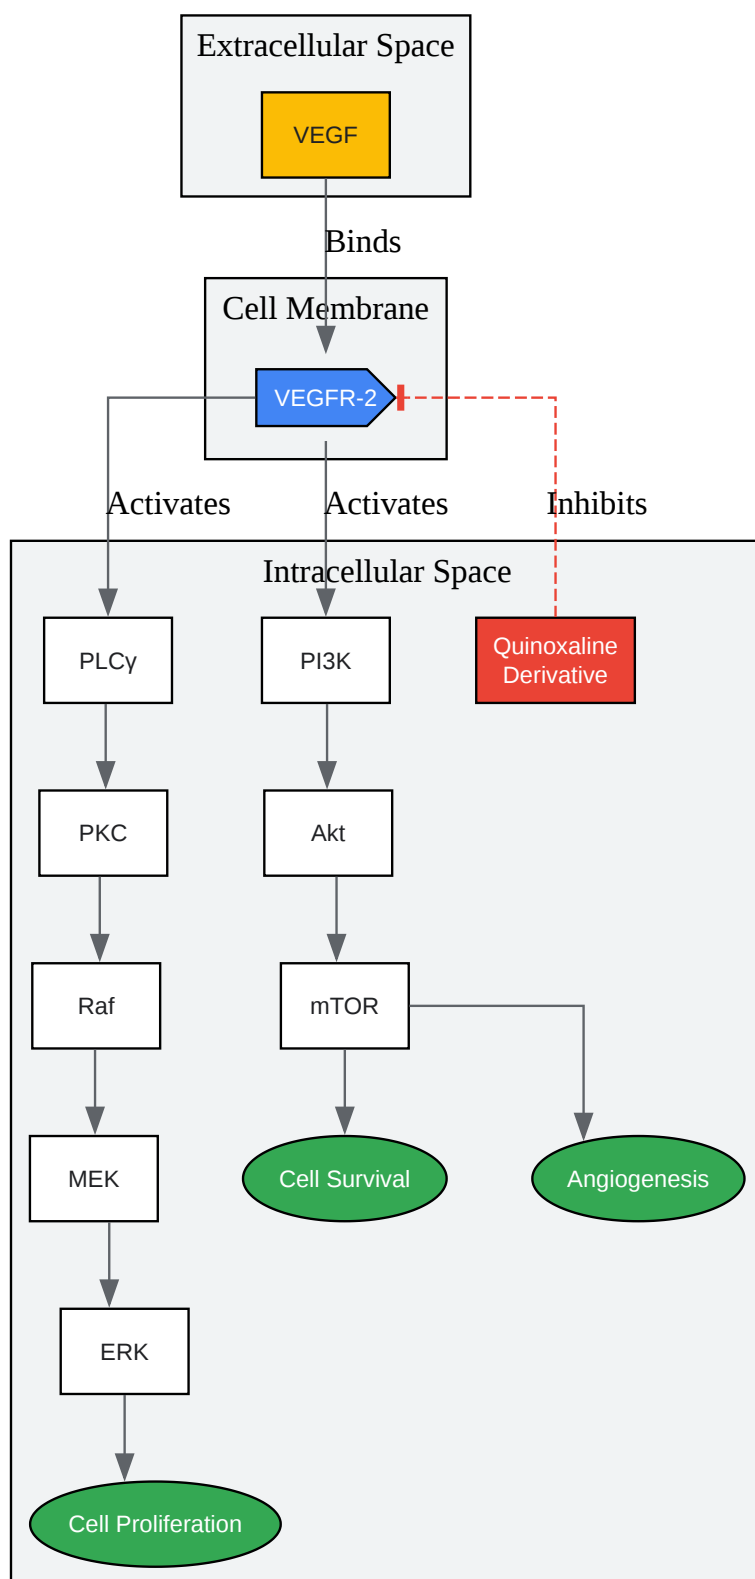 Extracellular Space
VEGF
Binds
Cell Membrane
VEGFR-2
Activates
Activates
Inhibits
Intracellular Space
PLCγ
PI3K
Quinoxaline
Derivative
PKC
Akt
Raf
mTOR
MEK
Cell Survival
Angiogenesis
ERK
Cell Proliferation